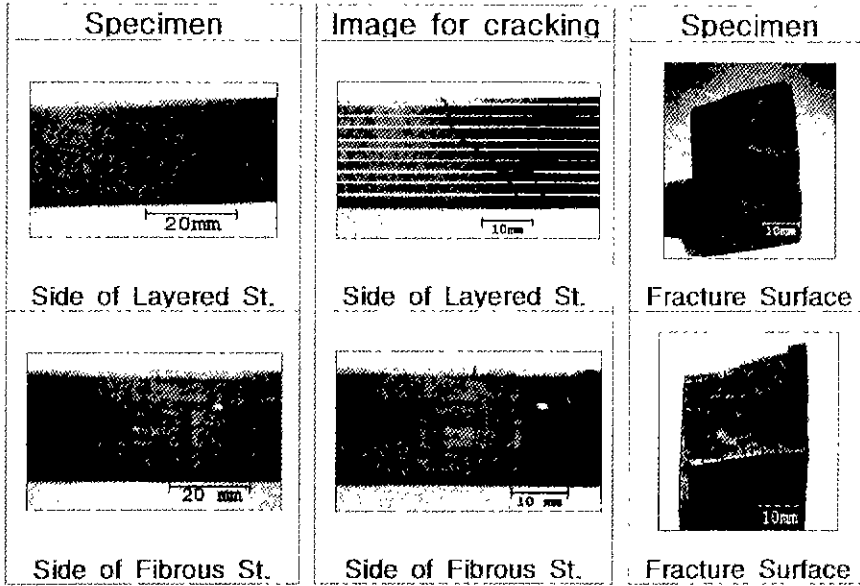 Specimen
Image for cracking
Specimen
20mm
10mm
10mm
Side of Layered St.
Side of Layered St.
Fracture Surface
20 mm
10 mm
10mm
Side of Fibrous St.
Side of Fibrous St.
Fracture Surface